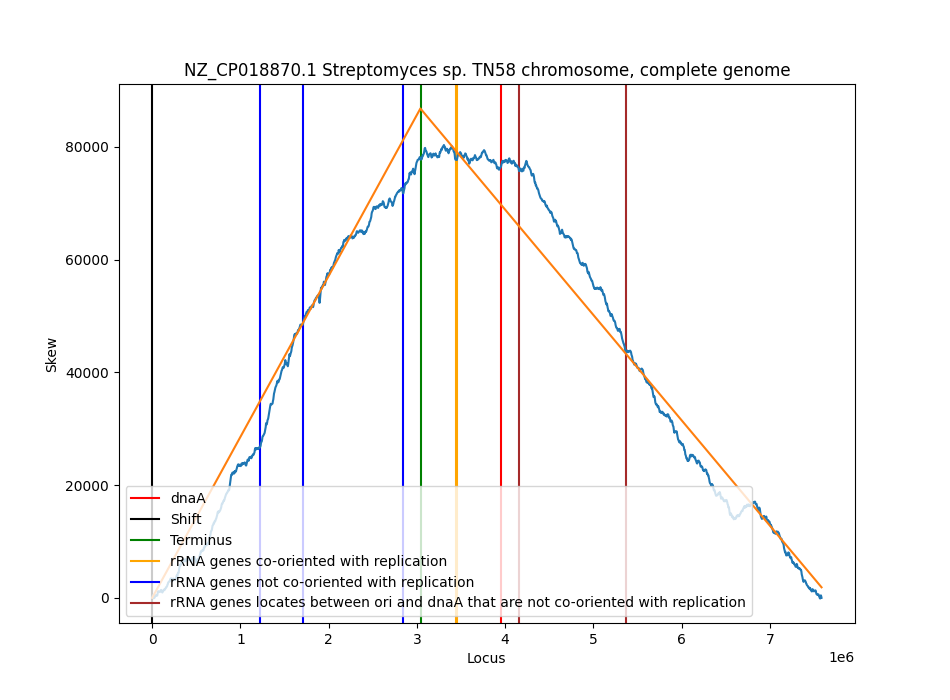 NZ_CP018870.1 Streptomyces sp. TN58 chromosome, complete genome
Skew
80000
60000
40000
20000
0
dnaA
Shift
Terminus
rRNA genes co-oriented with replication
rRNA genes not co-oriented with replication
rRNA genes locates between ori and dnaA that are not co-oriented with replication
0 1 2 3 4 5 6 7
1e6
Locus